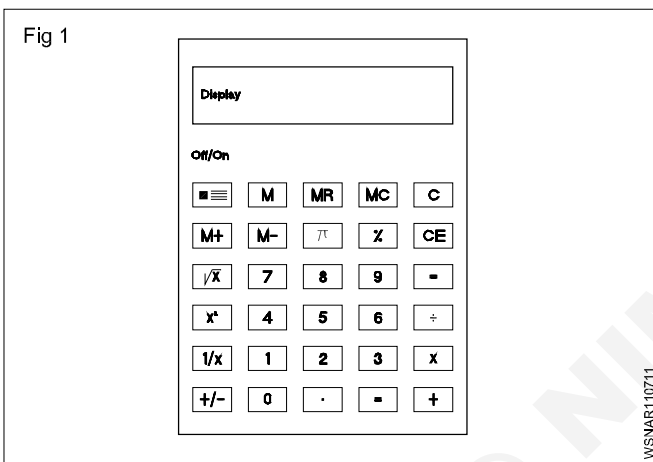 Fig 1
Display
Off/On
M MR MC C
M+ M- π % CE
√x 7 8 9 -
x² 4 5 6 ÷
1/x 1 2 3 x
+/- 0 . = +
WSNAR110711